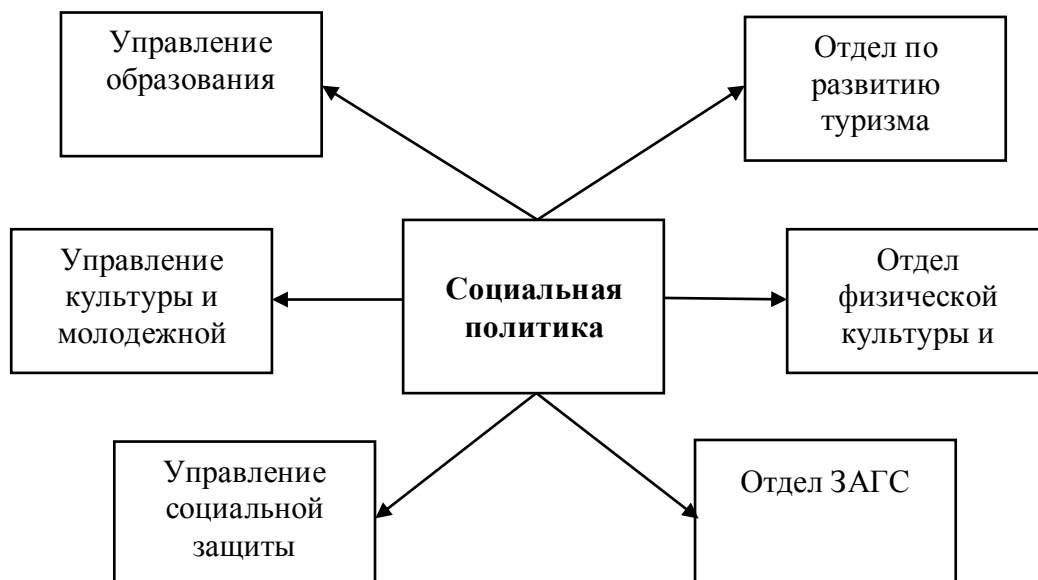 Управление
образования
Отдел по
развитию
туризма
Управление
культуры и
молодежной
Социальная
политика
Отдел
физической
культуры и
Управление
социальной
защиты
Отдел ЗАГС